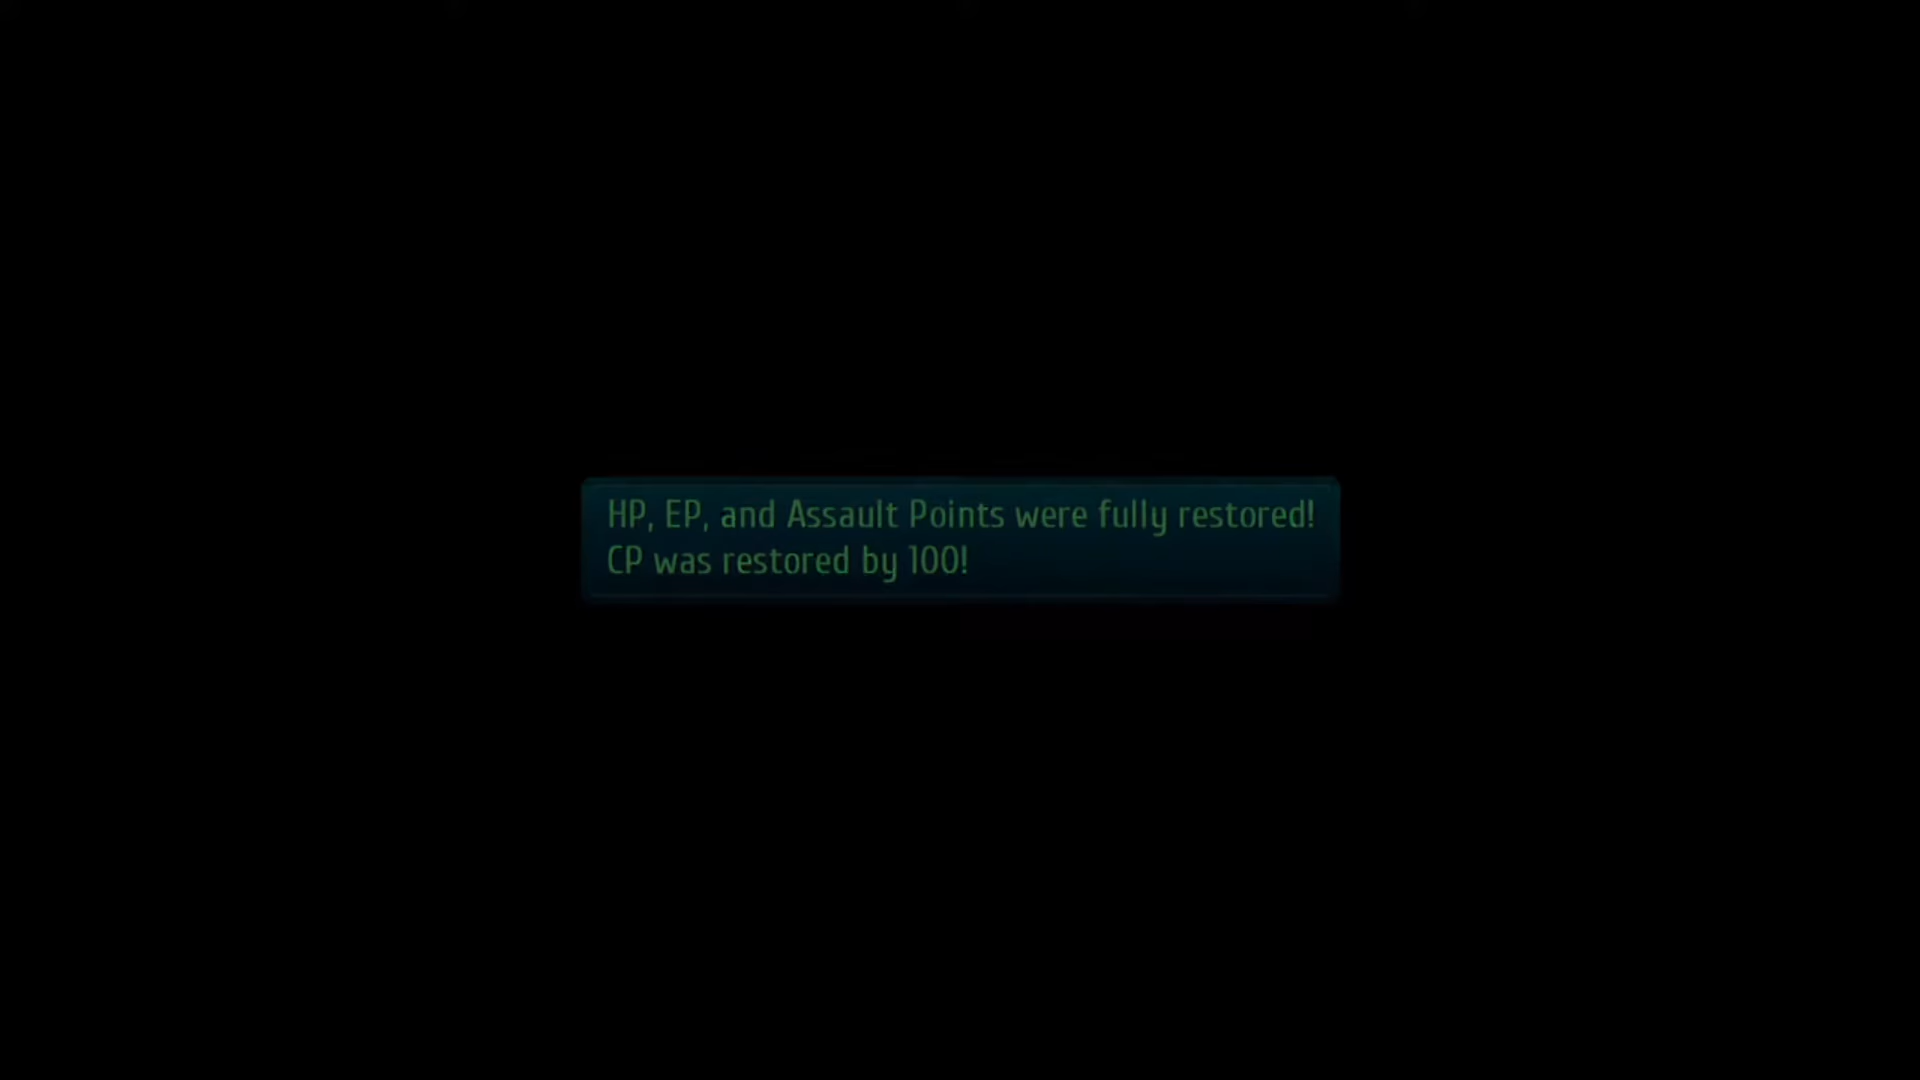 HP, EP, and Assault Points were fully restored!
CP was restored by 100!